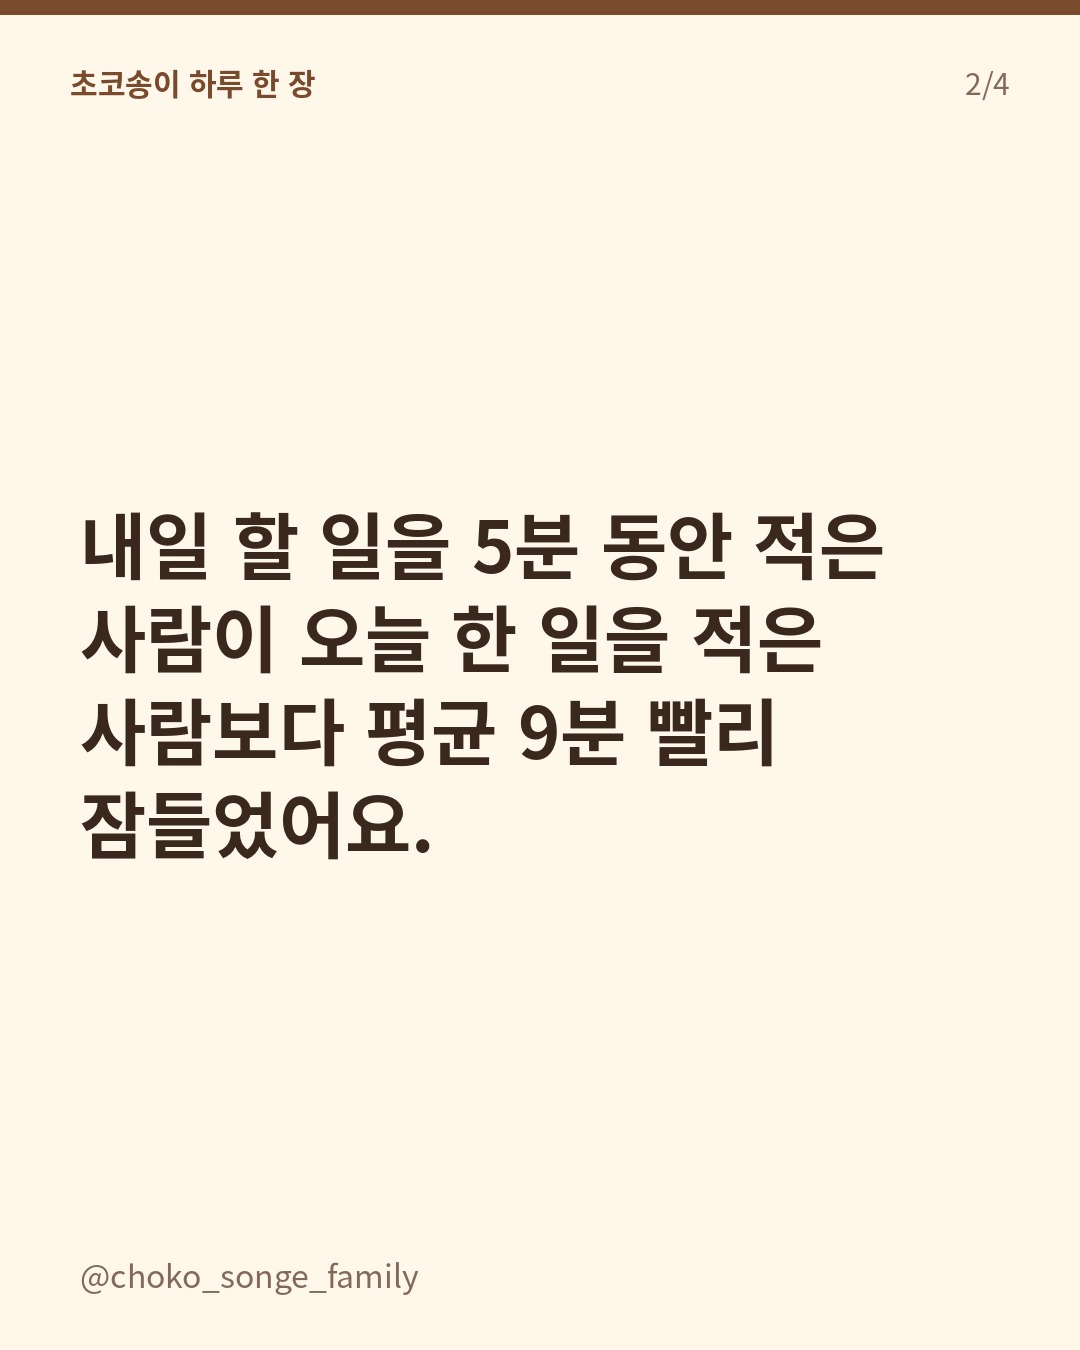 초코송이 하루 한 장
2/4
내일 할 일을 5분 동안 적은
사람이 오늘 한 일을 적은
사람보다 평균 9분 빨리
잠들었어요.
@choko_songe_family